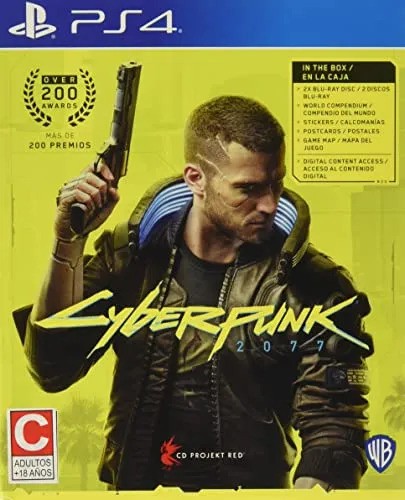 PS4
OVER
200
AWARDS
MÁS DE
200 PREMIOS
IN THE BOX /
EN LA CAJA
• 2X BLU-RAY DISC / 2 DISCOS
BLU-RAY
• WORLD COMPENDIUM /
COMPENDIO DEL MUNDO
• STICKERS / CALCOMANÍAS
• POSTCARDS / POSTALES
• GAME MAP / MAPA DEL
JUEGO
• DIGITAL CONTENT ACCESS /
ACCESO AL CONTENIDO
DIGITAL
Cyberpunk
2077
C
ADULTOS
+18 AÑOS
CD PROJEKT RED
WB